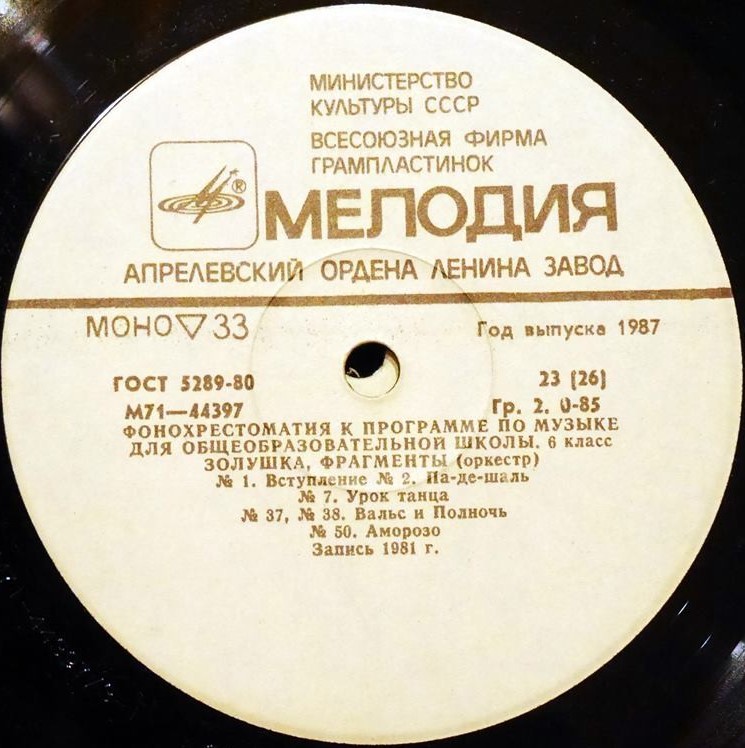 МИНИСТЕРСТВО
КУЛЬТУРЫ СССР
ВСЕСОЮЗНАЯ ФИРМА
ГРАМПЛАСТИНОК
®
МЕЛОДИЯ
АПРЕЛЕВСКИЙ ОРДЕНА ЛЕНИНА ЗАВОД
МОНО ▽ 33 Год выпуска 1987
ГОСТ 5289-80 23 (26)
М71—44397 Гр. 2. 0-85
ФОНОХРЕСТОМАТИЯ К ПРОГРАММЕ ПО МУЗЫКЕ
ДЛЯ ОБЩЕОБРАЗОВАТЕЛЬНОЙ ШКОЛЫ. 6 класс
ЗОЛУШКА, ФРАГМЕНТЫ (оркестр)
№ 1. Вступление № 2. Па-де-шаль
№ 7. Урок танца
№ 37, № 38. Вальс и Полночь
№ 50. Аморозо
Запись 1981 г.